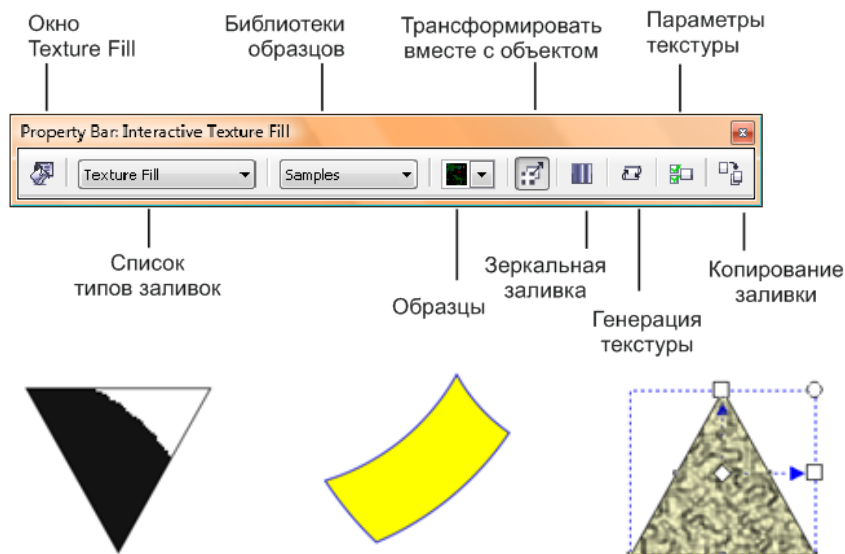 Окно
Texture Fill
Библиотеки
образцов
Трансформировать
вместе с объектом
Параметры
текстуры
Property Bar: Interactive Texture Fill
Texture Fill
Samples
Список
типов заливок
Образцы
Зеркальная
заливка
Генерация
текстуры
Копирование
заливки